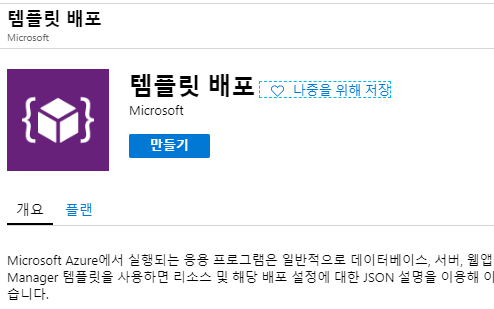 템플릿 배포
Microsoft
템플릿 배포
나중을 위해 저장
Microsoft
만들기
개요 플랜
Microsoft Azure에서 실행되는 응용 프로그램은 일반적으로 데이터베이스, 서버, 웹앱
Manager 템플릿을 사용하면 리소스 및 해당 배포 설정에 대한 JSON 설명을 이용해 이
습니다.